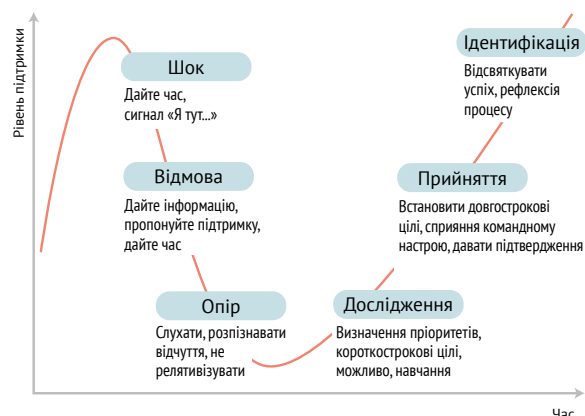 Рівень підтримки
Шок
Дайте час,
сигнал «Я тут...»
Відмова
Дайте інформацію,
пропонуйте підтримку,
дайте час
Опір
Слухати, розпізнавати
відчуття, не
релятивізувати
Дослідження
Визначення пріоритетів,
короткострокові цілі,
можливо, навчання
Прийняття
Встановити довгострокові
цілі, сприяння командному
настрою, давати підтвердження
Ідентифікація
Відсвяткувати
успіх, рефлексія
процесу
Час